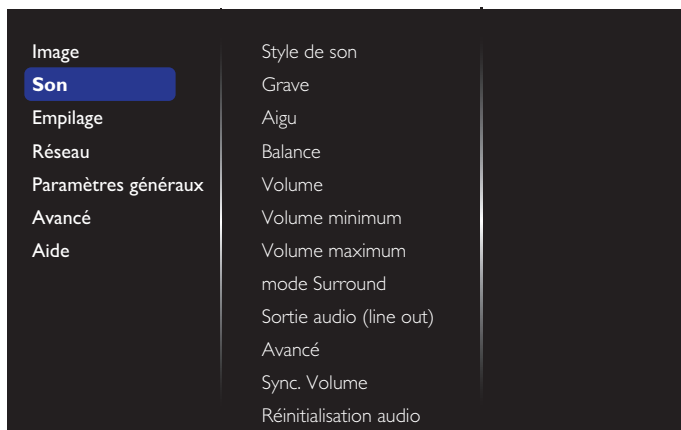 Image
Son
Empilage
Réseau
Paramètres généraux
Avancé
Aide
Style de son
Grave
Aigu
Balance
Volume
Volume minimum
Volume maximum
mode Surround
Sortie audio (line out)
Avancé
Sync. Volume
Réinitialisation audio